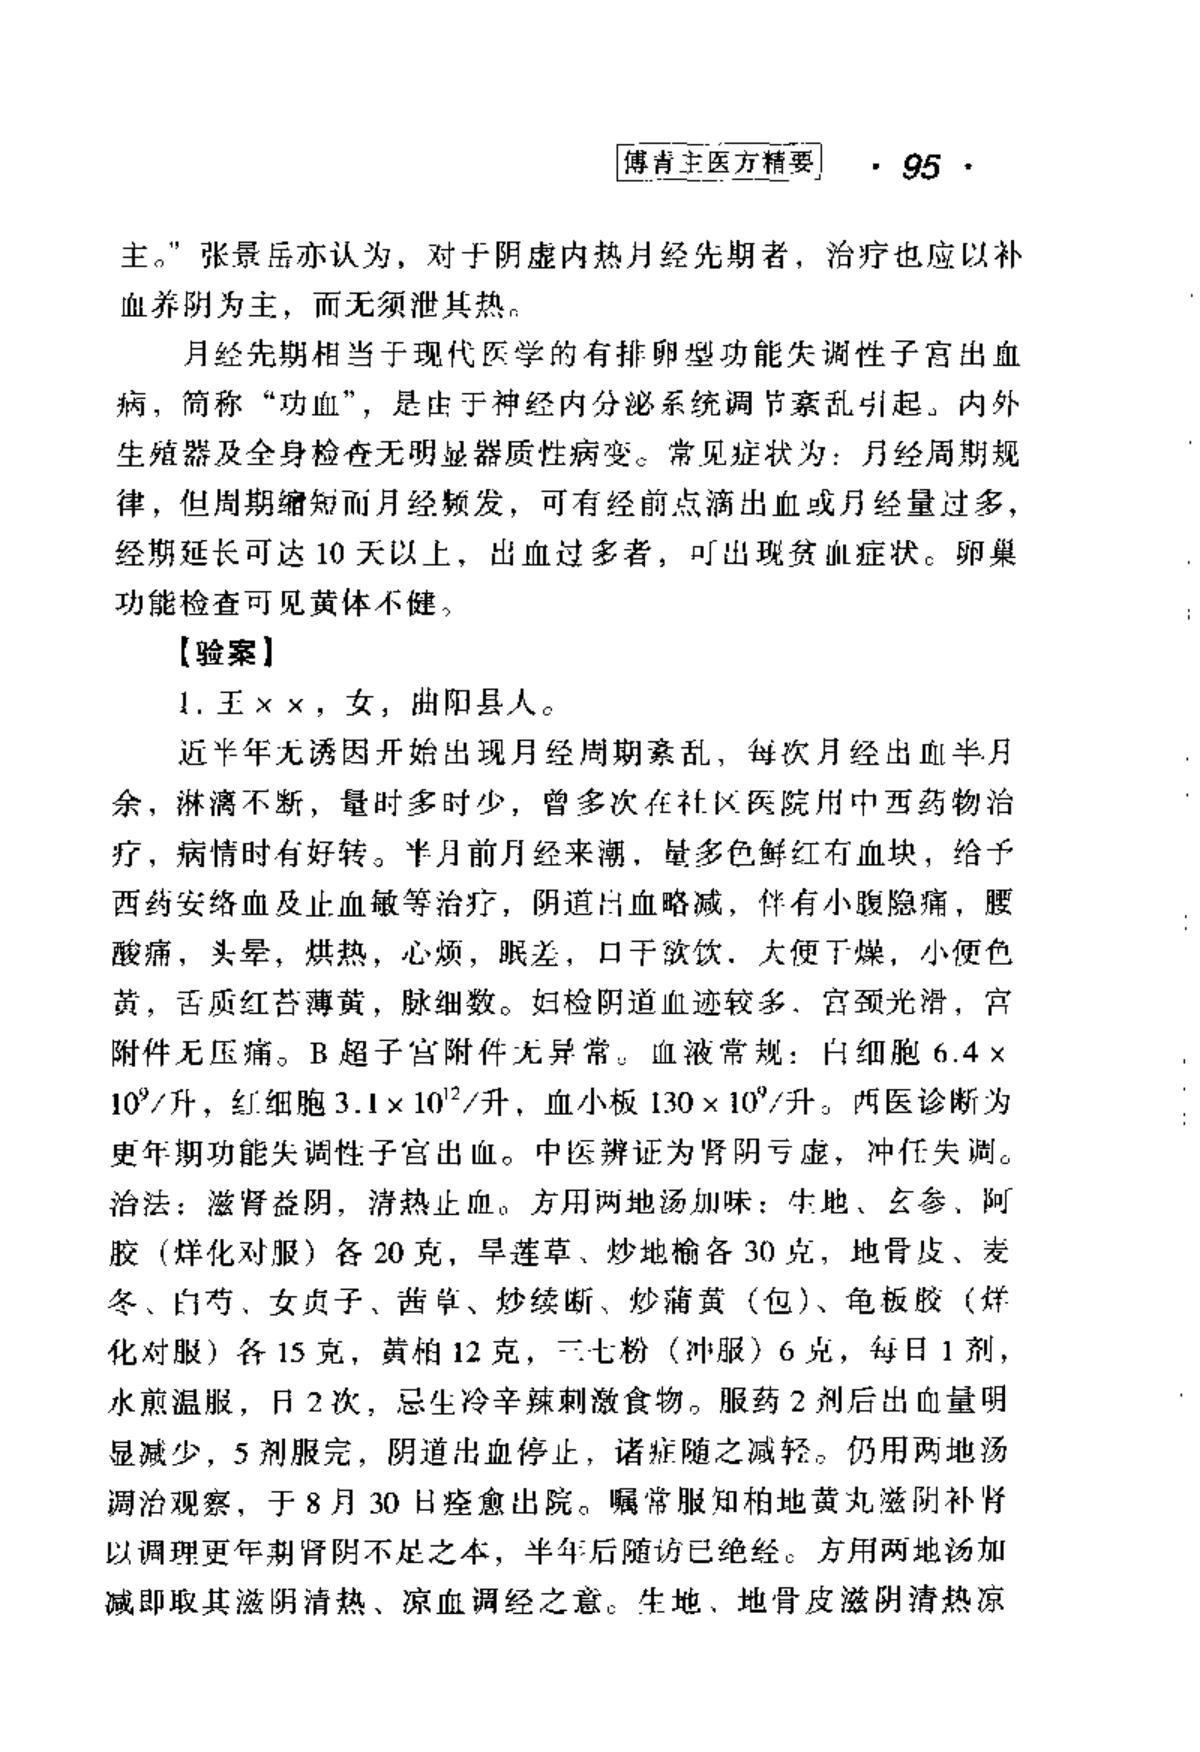 傅青主医方精要 · 95 ·
主。”张景岳亦认为，对于阴虚内热月经先期者，治疗也应以补
血养阴为主，而无须泄其热。
月经先期相当于现代医学的有排卵型功能失调性子宫出血
病，简称“功血”，是由于神经内分泌系统调节紊乱引起。内外
生殖器及全身检查无明显器质性病变。常见症状为：月经周期规
律，但周期缩短而月经频发，可有经前点滴出血或月经量过多，
经期延长可达 10 天以上，出血过多者，可出现贫血症状。卵巢
功能检查可见黄体不健。
【验案】
1. 王××，女，曲阳县人。
近半年无诱因开始出现月经周期紊乱，每次月经出血半月
余，淋漓不断，量时多时少，曾多次在社区医院用中西药物治
疗，病情时有好转。半月前月经来潮，量多色鲜红有血块，给予
西药安络血及止血敏等治疗，阴道出血略减，伴有小腹隐痛，腰
酸痛，头晕，烘热，心烦，眠差，口干欲饮．大便干燥，小便色
黄，舌质红苔薄黄，脉细数。妇检阴道血迹较多、宫颈光滑，宫
附件无压痛。B 超子宫附件无异常。血液常规：白细胞 6.4×
10⁹/升，红细胞 3.1×10¹²/升，血小板 130×10⁹/升。西医诊断为
更年期功能失调性子宫出血。中医辨证为肾阴亏虚，冲任失调。
治法：滋肾益阴，清热止血。方用两地汤加味：生地、玄参、阿
胶（烊化对服）各 20 克，旱莲草、炒地榆各 30 克，地骨皮、麦
冬、白芍、女贞子、茜草、炒续断、炒蒲黄（包）、龟板胶（烊
化对服）各 15 克，黄柏 12 克，三七粉（冲服）6 克，每日 1 剂，
水煎温服，日 2 次，忌生冷辛辣刺激食物。服药 2 剂后出血量明
显减少，5 剂服完，阴道出血停止，诸症随之减轻。仍用两地汤
调治观察，于 8 月 30 日痊愈出院。嘱常服知柏地黄丸滋阴补肾
以调理更年期肾阴不足之本，半年后随访已绝经。方用两地汤加
减即取其滋阴清热、凉血调经之意。生地、地骨皮滋阴清热凉